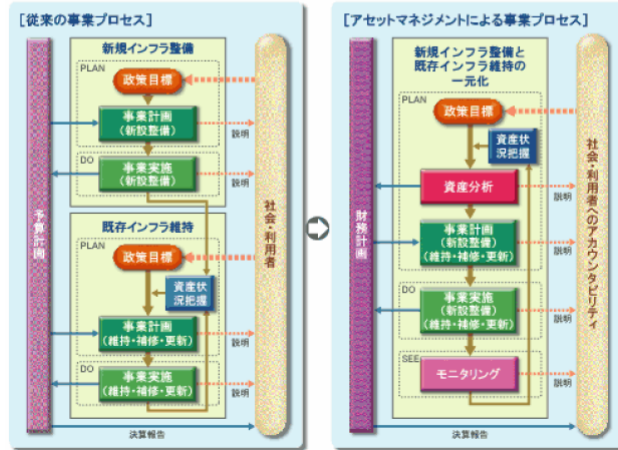 [従来の事業プロセス]
新規インフラ整備
PLAN
政策目標
事業計画
(新設整備)
説明
DO
事業実施
(新設整備)
説明
既存インフラ維持
PLAN
政策目標
資産状
況把握
事業計画
(維持・補修・更新)
説明
DO
事業実施
(維持・補修・更新)
説明
予算計画
社会・利用者
決算報告
[アセットマネジメントによる事業プロセス]
新規インフラ整備と
既存インフラ維持の
一元化
PLAN
政策目標
資産状
況把握
資産分析
説明
事業計画
(新設整備)
(維持・補修・更新)
説明
DO
事業実施
(新設整備)
(維持・補修・更新)
説明
SEE
モニタリング
説明
財務計画
社会・利用者へのアカウンタビリティ
決算報告